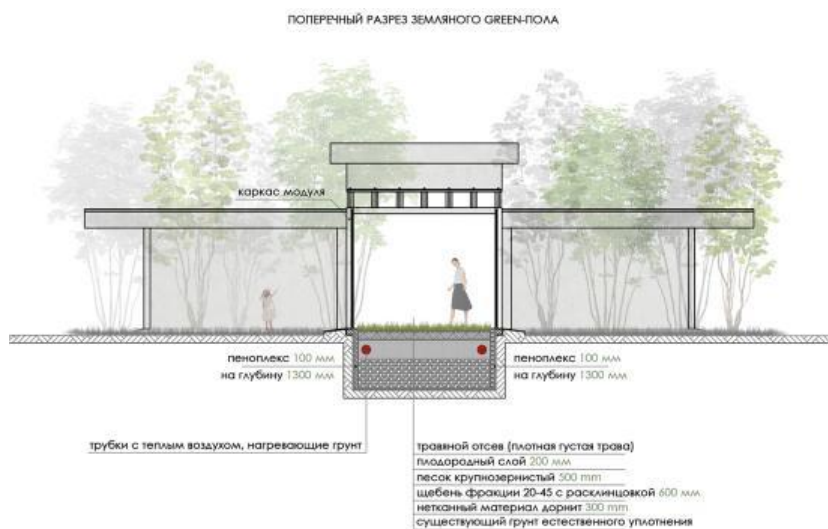 ПОПЕРЕЧНЫЙ РАЗРЕЗ ЗЕМЛЯНОГО GREEN-ПОЛА
каркас модуля
пеноплекс 100 мм
на глубину 1300 мм
пеноплекс 100 мм
на глубину 1300 мм
трубки с теплым воздухом, нагревающие грунт
травяной отсев (плотная густая трава)
плодородный слой 200 мм
песок крупнозернистый 500 mm
щебень фракции 20-45 с расклинцовкой 600 мм
нетканный материал дорнит 300 mm
существующий грунт естественного уплотнения